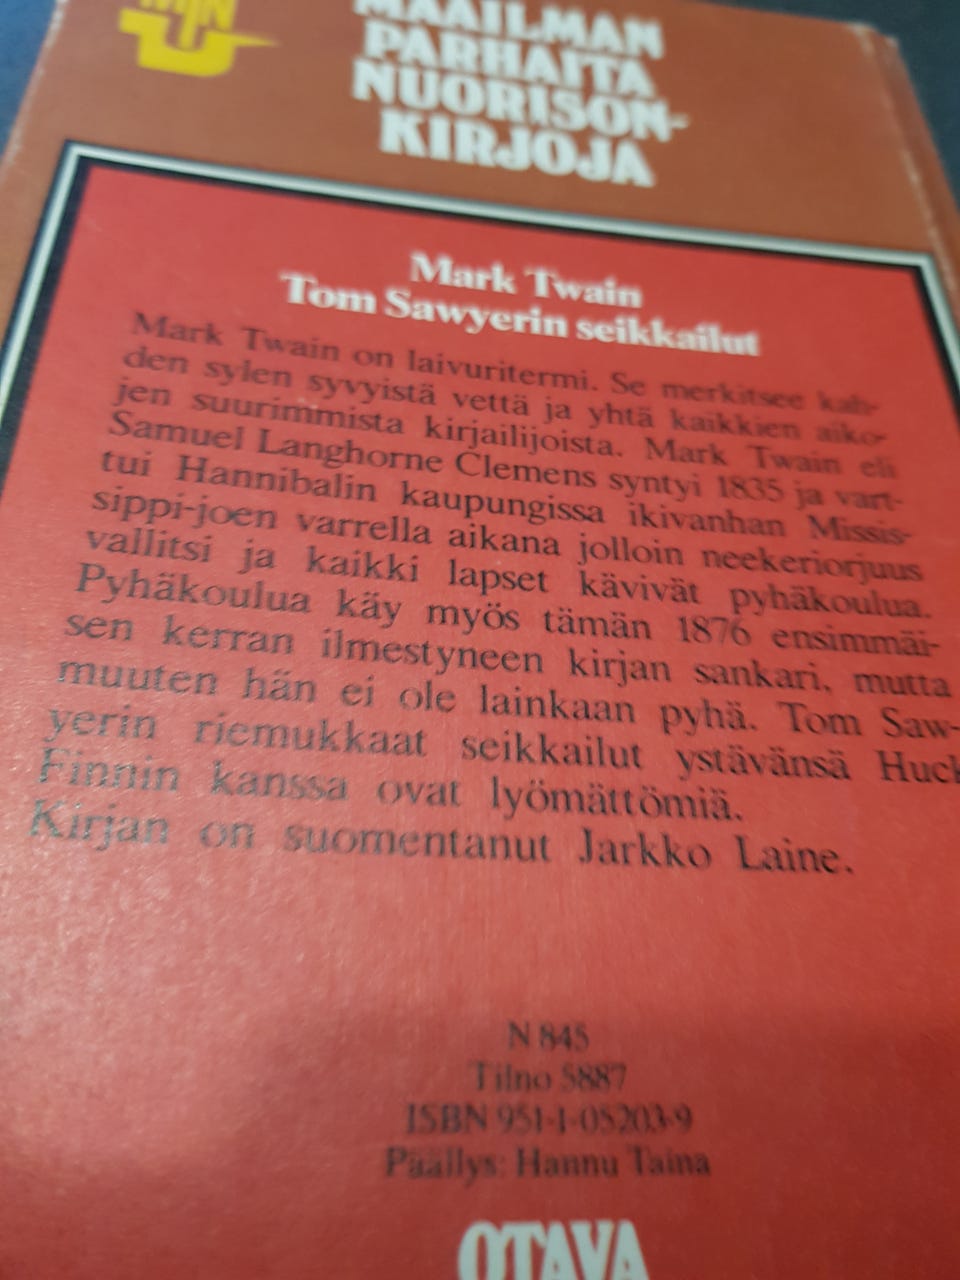 MAAILMAN
PARHAITA
NUORISON-
KIRJOJA
Mark Twain
Tom Sawyerin seikkailut
Mark Twain on laivuritermi. Se merkitsee kah-
den sylen syvyistä vettä ja yhtä kaikkien aiko-
jen suurimmista kirjailijoista. Mark Twain eli
Samuel Langhorne Clemens syntyi 1835 ja vart-
tui Hannibalin kaupungissa ikivanhan Missis-
sippi-joen varrella aikana jolloin neekeriorjuus
vallitsi ja kaikki lapset kävivät pyhäkoulua.
Pyhäkoulua käy myös tämän 1876 ensimmäi-
sen kerran ilmestyneen kirjan sankari, mutta
muuten hän ei ole lainkaan pyhä. Tom Saw-
yerin riemukkaat seikkailut ystävänsä Huck
Finnin kanssa ovat lyömättömiä.
Kirjan on suomentanut Jarkko Laine.
N 845
Tilno 5887
ISBN 951-1-05203-9
Päällys: Hannu Taina
OTAVA